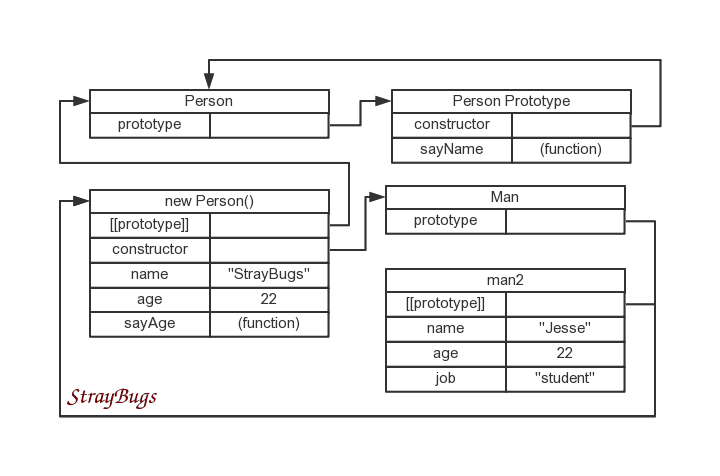 Person
prototype
Person Prototype
constructor
sayName (function)
new Person()
[[prototype]]
constructor
name "StrayBugs"
age 22
sayAge (function)
Man
prototype
man2
[[prototype]]
name "Jesse"
age 22
job "student"
StrayBugs